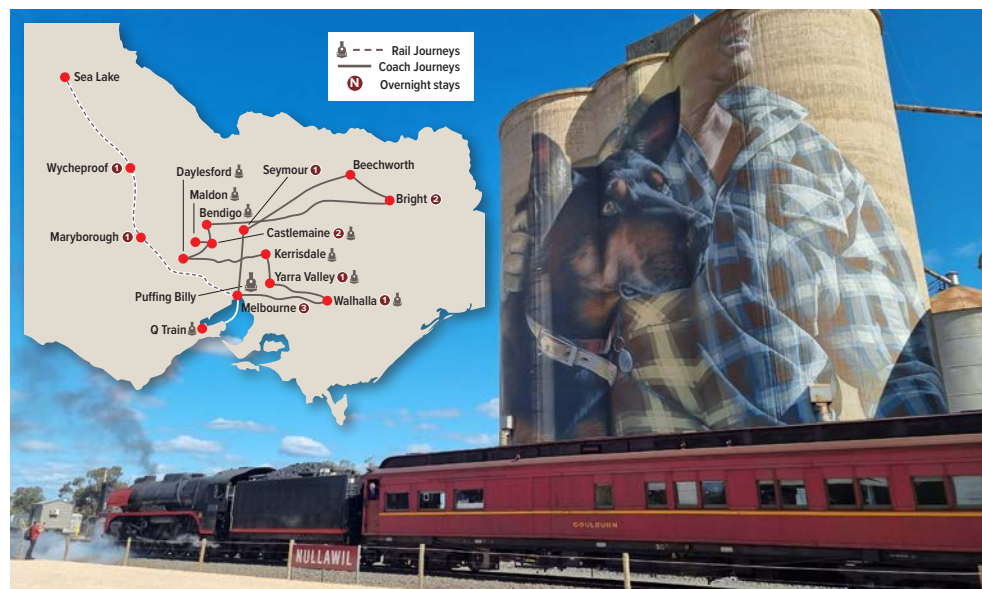 Rail Journeys
Coach Journeys
N Overnight stays
Sea Lake
Wycheproof 1
Daylesford
Seymour 1
Beechworth
Maldon
Bendigo
Bright 2
Maryborough 1
Castlemaine 2
Kerrisdale
Yarra Valley 1
Puffing Billy
Walhalla 1
Melbourne 3
Q Train
GOULBURN
NULLAWIL